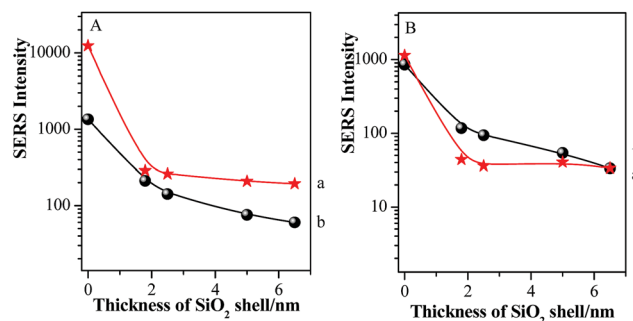 A
SERS Intensity
10000
1000
100
a
b
0
2
4
6
Thickness of SiO₂ shell/nm
B
SERS Intensity
1000
100
10
0
2
4
6
Thickness of SiO₂ shell/nm